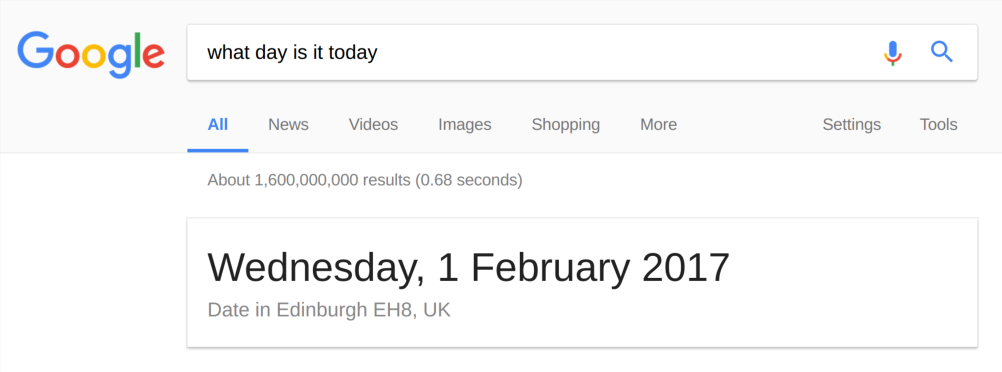 Google
what day is it today
All News Videos Images Shopping More Settings Tools
About 1,600,000,000 results (0.68 seconds)
Wednesday, 1 February 2017
Date in Edinburgh EH8, UK